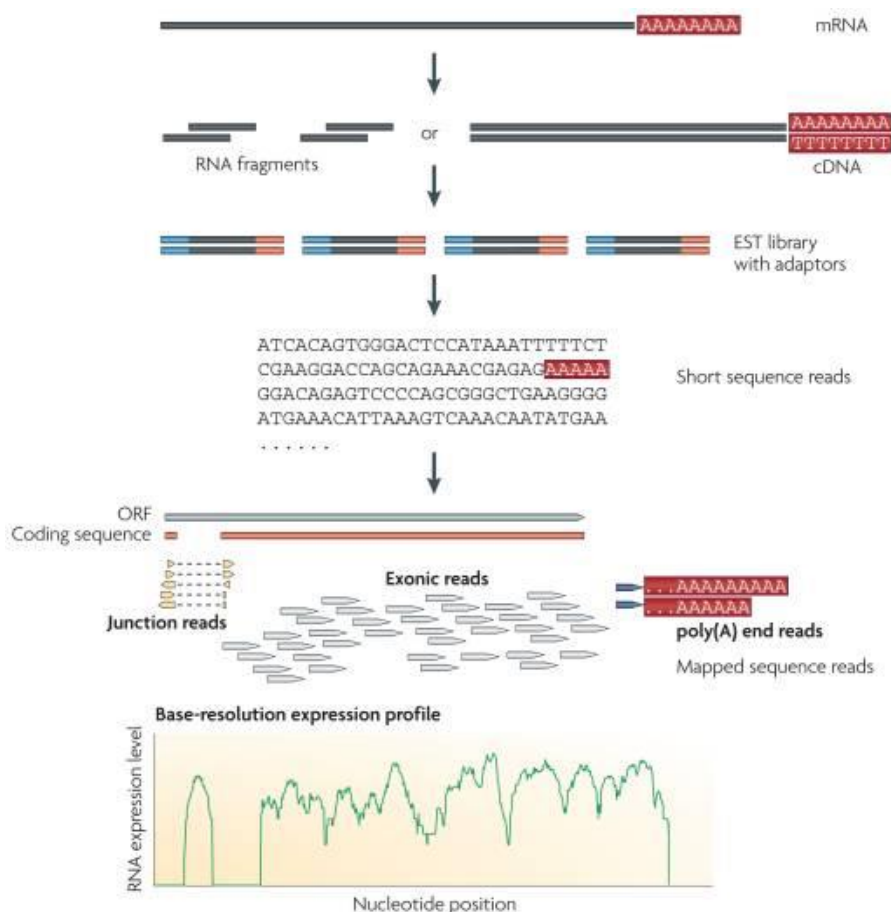 AAAAAAAA
mRNA
AAAAAAAA
TTTTTTTT
or
RNA fragments
cDNA
EST library
with adaptors
ATCACAGTGGGACTCCATAAATTTTTCT
CGAAGGACCAGCAGAAACGAGAGAAAAA
GGACAGAGTCCCCAGCGGGCTGAAGGGG
ATGAAACATTAAAGTCAAACAATATGAA
. . . . . .
Short sequence reads
ORF
Coding sequence
Exonic reads
Junction reads
...AAAAAAAAA
...AAAAAA
poly(A) end reads
Mapped sequence reads
Base-resolution expression profile
RNA expression level
Nucleotide position